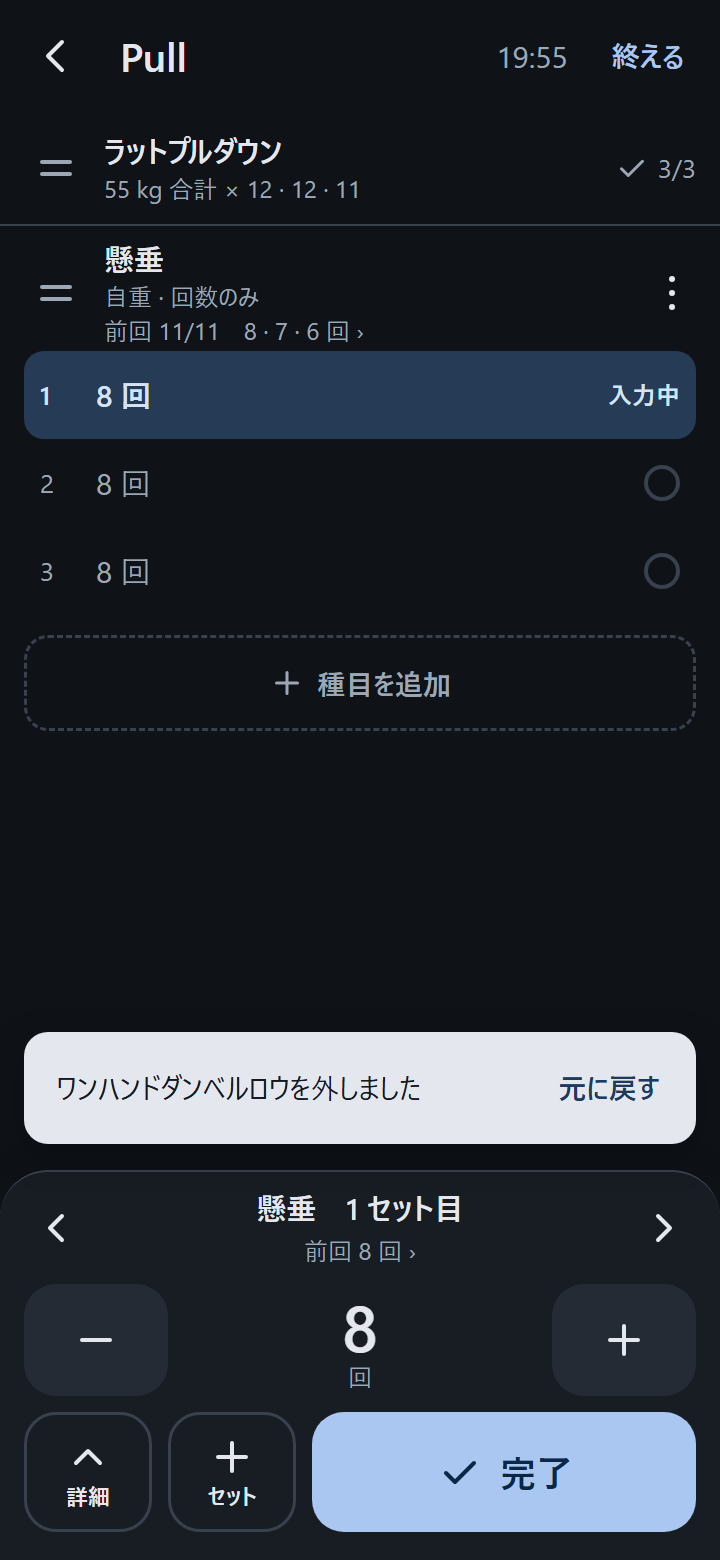 Pull 19:55 終える
ラットプルダウン
55 kg 合計 × 12 · 12 · 11
3/3
懸垂
自重 · 回数のみ
前回 11/11 8 · 7 · 6 回 ›
1 8 回 入力中
2 8 回
3 8 回
種目を追加
ワンハンドダンベルロウを外しました 元に戻す
懸垂 1 セット目
前回 8 回 ›
8
回
詳細 セット 完了